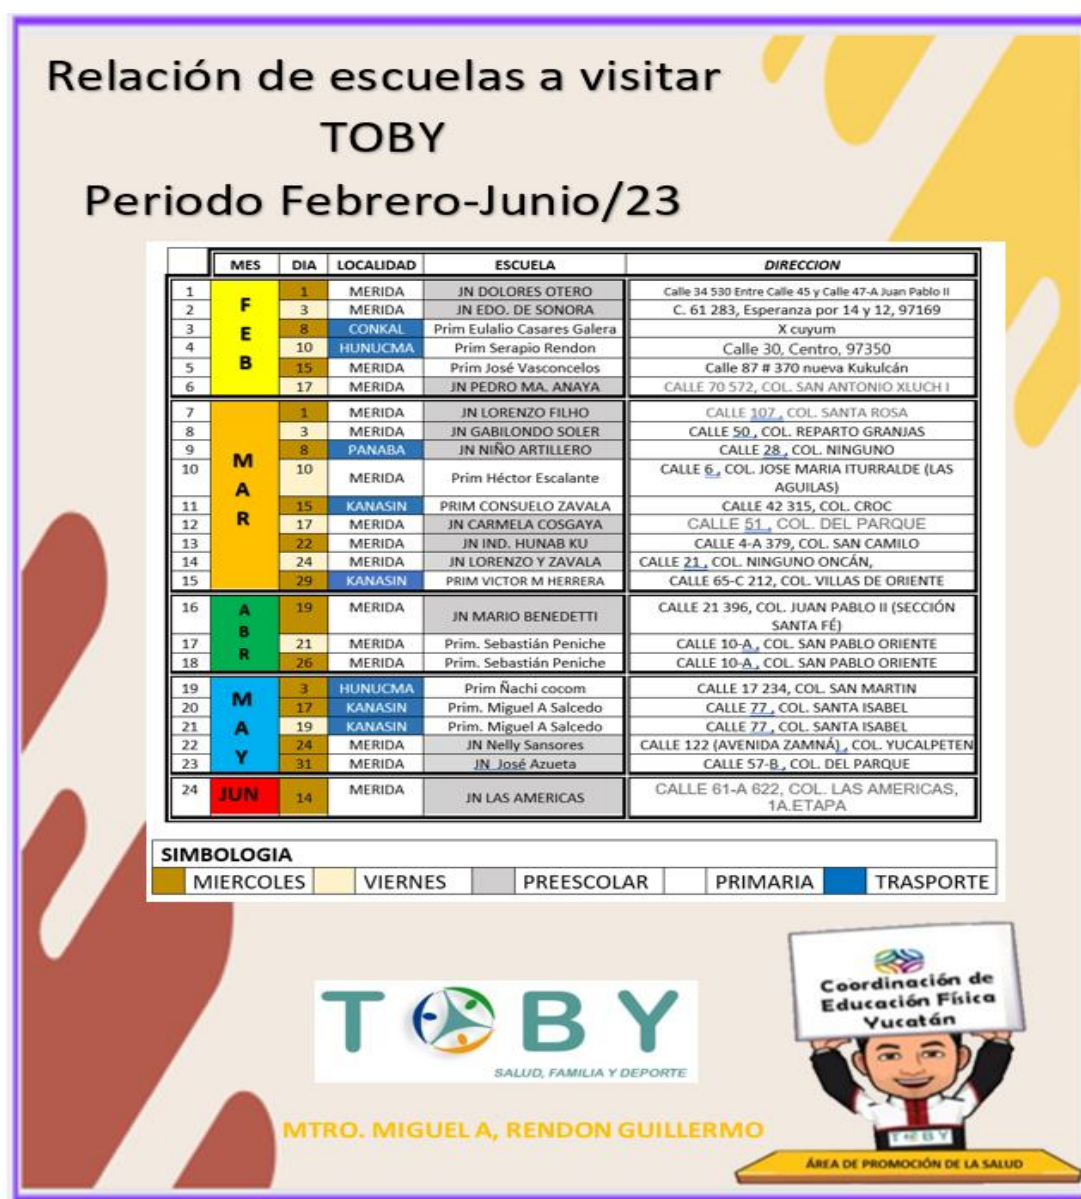 Relación de escuelas a visitar
TOBY
Periodo Febrero-Junio/23
MES DIA LOCALIDAD ESCUELA DIRECCION
FEB
1 1 MERIDA JN DOLORES OTERO Calle 34 530 Entre Calle 45 y Calle 47-A Juan Pablo II
2 3 MERIDA JN EDO. DE SONORA C. 61 283, Esperanza por 14 y 12, 97169
3 8 CONKAL Prim Eulalio Casares Galera X cuyum
4 10 HUNUCMA Prim Serapio Rendon Calle 30, Centro, 97350
5 15 MERIDA Prim José Vasconcelos Calle 87 # 370 nueva Kukulcán
6 17 MERIDA JN PEDRO MA. ANAYA CALLE 70 572, COL. SAN ANTONIO XLUCH I
MAR
7 1 MERIDA JN LORENZO FILHO CALLE 107 , COL. SANTA ROSA
8 3 MERIDA JN GABILONDO SOLER CALLE 50 , COL. REPARTO GRANJAS
9 8 PANABA JN NIÑO ARTILLERO CALLE 28 , COL. NINGUNO
10 10 MERIDA Prim Héctor Escalante CALLE 6 , COL. JOSE MARIA ITURRALDE (LAS
AGUILAS)
11 15 KANASIN PRIM CONSUELO ZAVALA CALLE 42 315, COL. CROC
12 17 MERIDA JN CARMELA COSGAYA CALLE 51 , COL. DEL PARQUE
13 22 MERIDA JN IND. HUNAB KU CALLE 4-A 379, COL. SAN CAMILO
14 24 MERIDA JN LORENZO Y ZAVALA CALLE 21 , COL. NINGUNO ONCÁN,
15 29 KANASIN PRIM VICTOR M HERRERA CALLE 65-C 212, COL. VILLAS DE ORIENTE
ABR
16 19 MERIDA JN MARIO BENEDETTI CALLE 21 396, COL. JUAN PABLO II (SECCIÓN
SANTA FÉ)
17 21 MERIDA Prim. Sebastián Peniche CALLE 10-A , COL. SAN PABLO ORIENTE
18 26 MERIDA Prim. Sebastián Peniche CALLE 10-A , COL. SAN PABLO ORIENTE
MAY
19 3 HUNUCMA Prim Ñachi cocom CALLE 17 234, COL. SAN MARTIN
20 17 KANASIN Prim. Miguel A Salcedo CALLE 77 , COL. SANTA ISABEL
21 19 KANASIN Prim. Miguel A Salcedo CALLE 77 , COL. SANTA ISABEL
22 24 MERIDA JN Nelly Sansores CALLE 122 (AVENIDA ZAMNÁ) , COL. YUCALPETEN
23 31 MERIDA JN José Azueta CALLE 57-B , COL. DEL PARQUE
JUN
24 14 MERIDA JN LAS AMERICAS CALLE 61-A 622, COL. LAS AMERICAS,
1A.ETAPA
SIMBOLOGIA
MIERCOLES VIERNES PREESCOLAR PRIMARIA TRASPORTE
TOBY
SALUD, FAMILIA Y DEPORTE
Coordinación de
Educación Física
Yucatán
TOBY
MTRO. MIGUEL A, RENDON GUILLERMO
ÁREA DE PROMOCIÓN DE LA SALUD